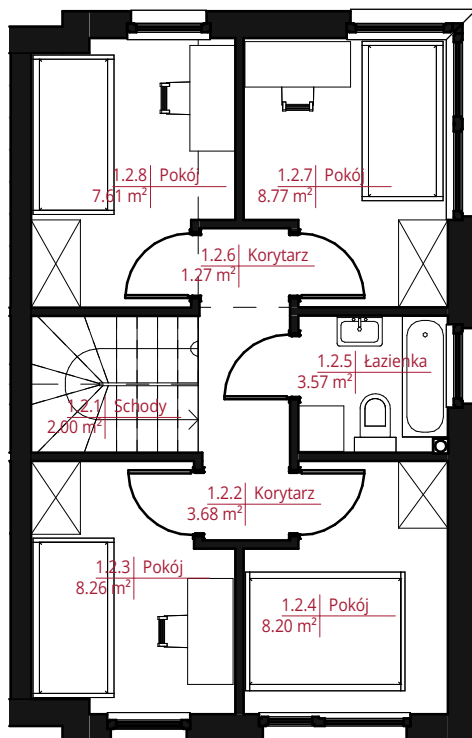 1.2.8 Pokój
7.61 m²
1.2.7 Pokój
8.77 m²
1.2.6 Korytarz
1.27 m²
1.2.5 Łazienka
3.57 m²
1.2.1 Schody
2.00 m²
1.2.2 Korytarz
3.68 m²
1.2.3 Pokój
8.26 m²
1.2.4 Pokój
8.20 m²